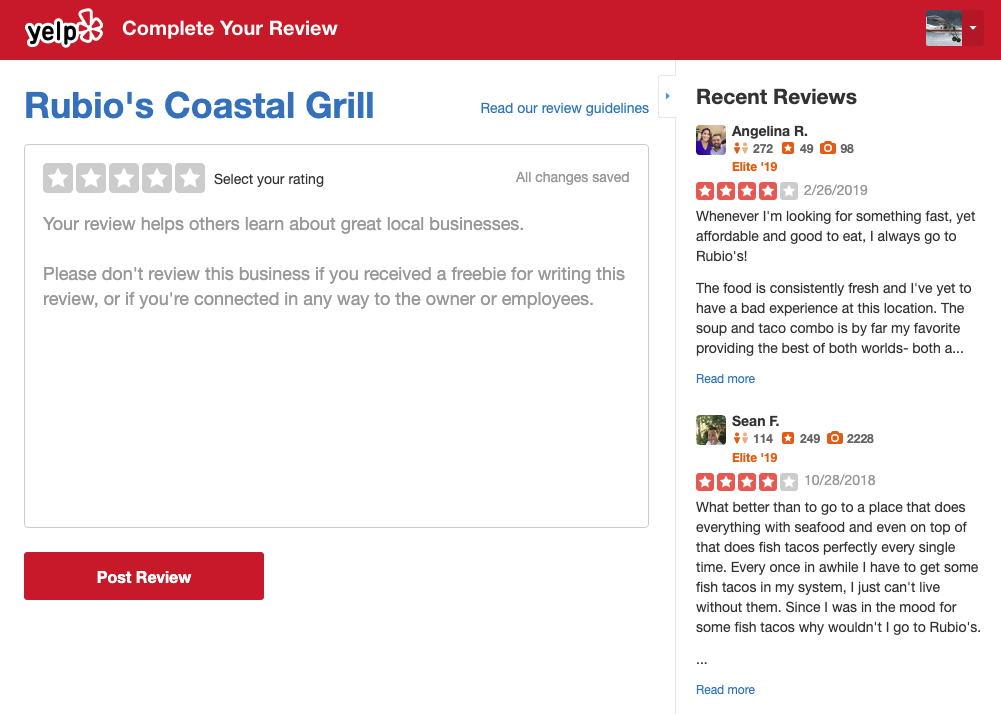 yelp
Complete Your Review
Rubio's Coastal Grill
Read our review guidelines
Select your rating
All changes saved
Your review helps others learn about great local businesses.
Please don't review this business if you received a freebie for writing this
review, or if you're connected in any way to the owner or employees.
Post Review
Recent Reviews
Angelina R.
272 49 98
Elite '19
2/26/2019
Whenever I'm looking for something fast, yet
affordable and good to eat, I always go to
Rubio's!
The food is consistently fresh and I've yet to
have a bad experience at this location. The
soup and taco combo is by far my favorite
providing the best of both worlds- both a...
Read more
Sean F.
114 249 2228
Elite '19
10/28/2018
What better than to go to a place that does
everything with seafood and even on top of
that does fish tacos perfectly every single
time. Every once in awhile I have to get some
fish tacos in my system, I just can't live
without them. Since I was in the mood for
some fish tacos why wouldn't I go to Rubio's.
...
Read more